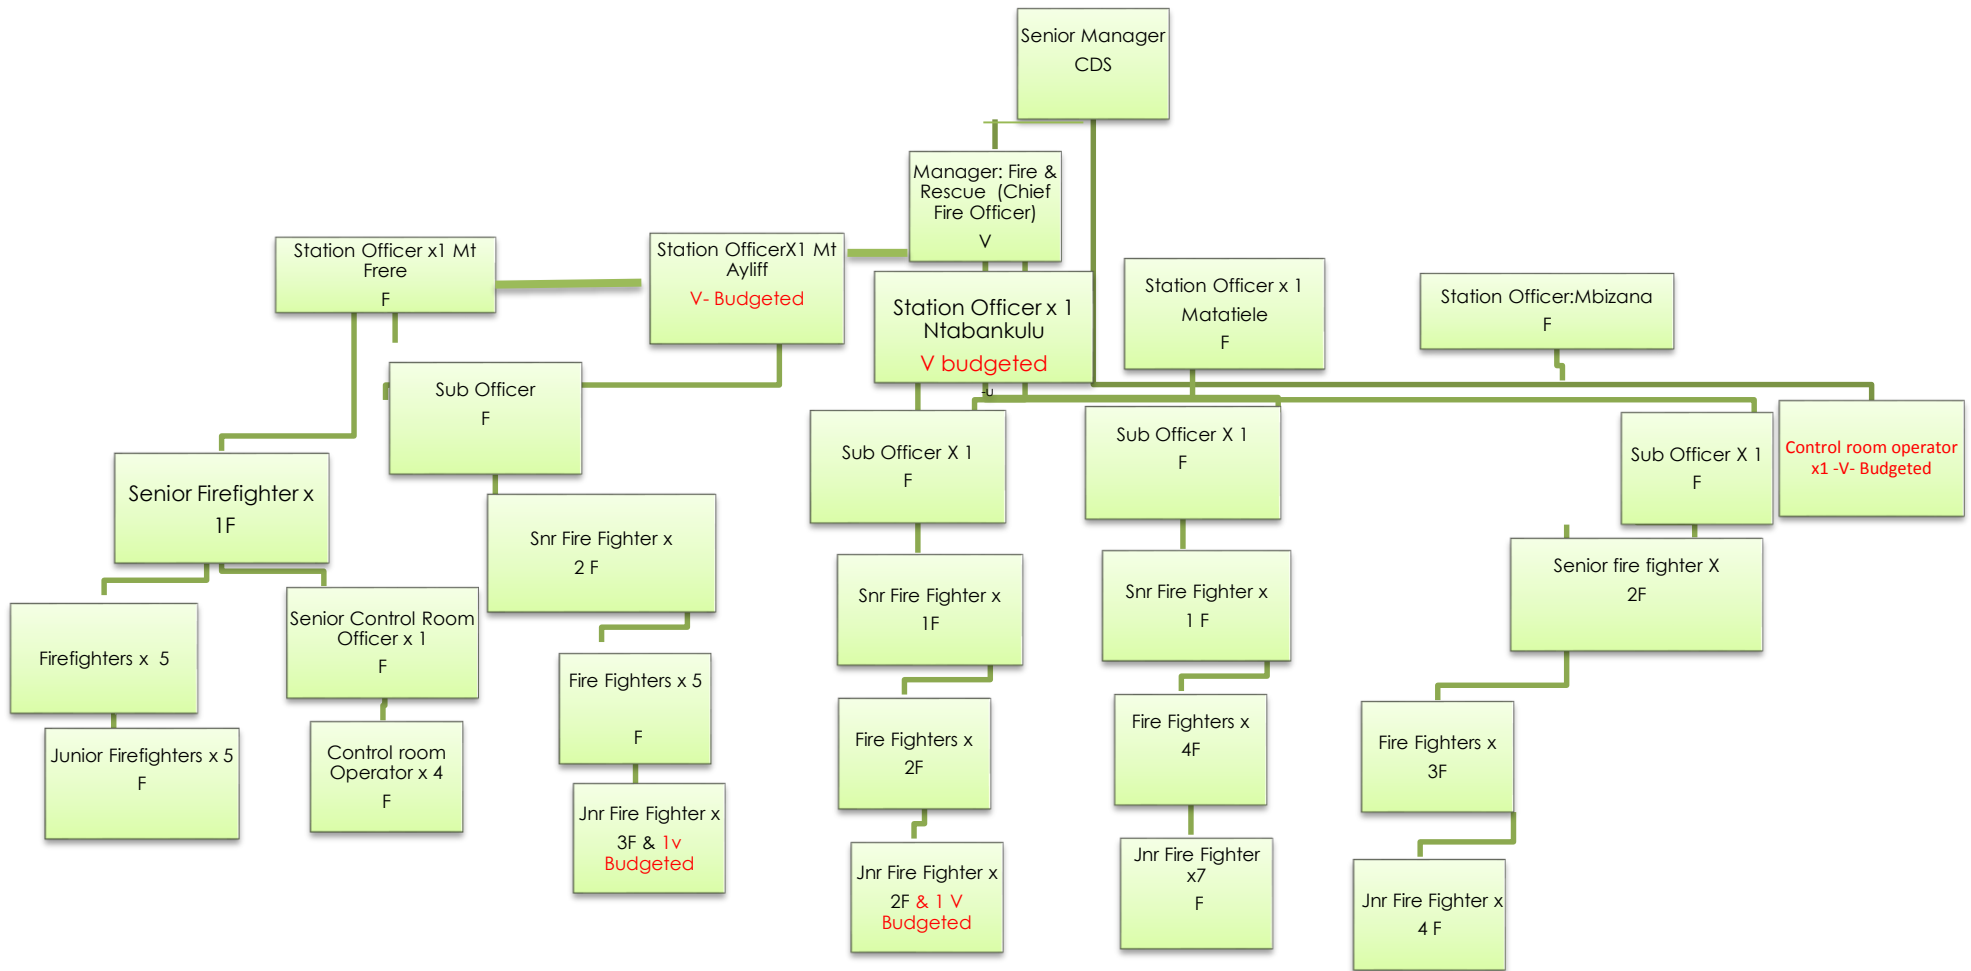 Senior Manager
CDS
Manager: Fire &
Rescue (Chief
Fire Officer)
V
Station Officer x1 Mt
Frere
F
Station OfficerX1 Mt
Ayliff
V- Budgeted
Station Officer x 1
Ntabankulu
V budgeted
Station Officer x 1
Matatiele
F
Station Officer:Mbizana
F
-U
Sub Officer
F
Sub Officer X 1
F
Sub Officer X 1
F
Sub Officer X 1
F
Control room operator
x1 -V- Budgeted
Senior Firefighter x
1F
Snr Fire Fighter x
2 F
Snr Fire Fighter x
1F
Snr Fire Fighter x
1 F
Senior fire fighter X
2F
Firefighters x 5
Senior Control Room
Officer x 1
F
Fire Fighters x 5
F
Fire Fighters x
2F
Fire Fighters x
4F
Fire Fighters x
3F
Junior Firefighters x 5
F
Control room
Operator x 4
F
Jnr Fire Fighter x
3F & 1v
Budgeted
Jnr Fire Fighter x
2F & 1 V
Budgeted
Jnr Fire Fighter
x7
F
Jnr Fire Fighter x
4 F